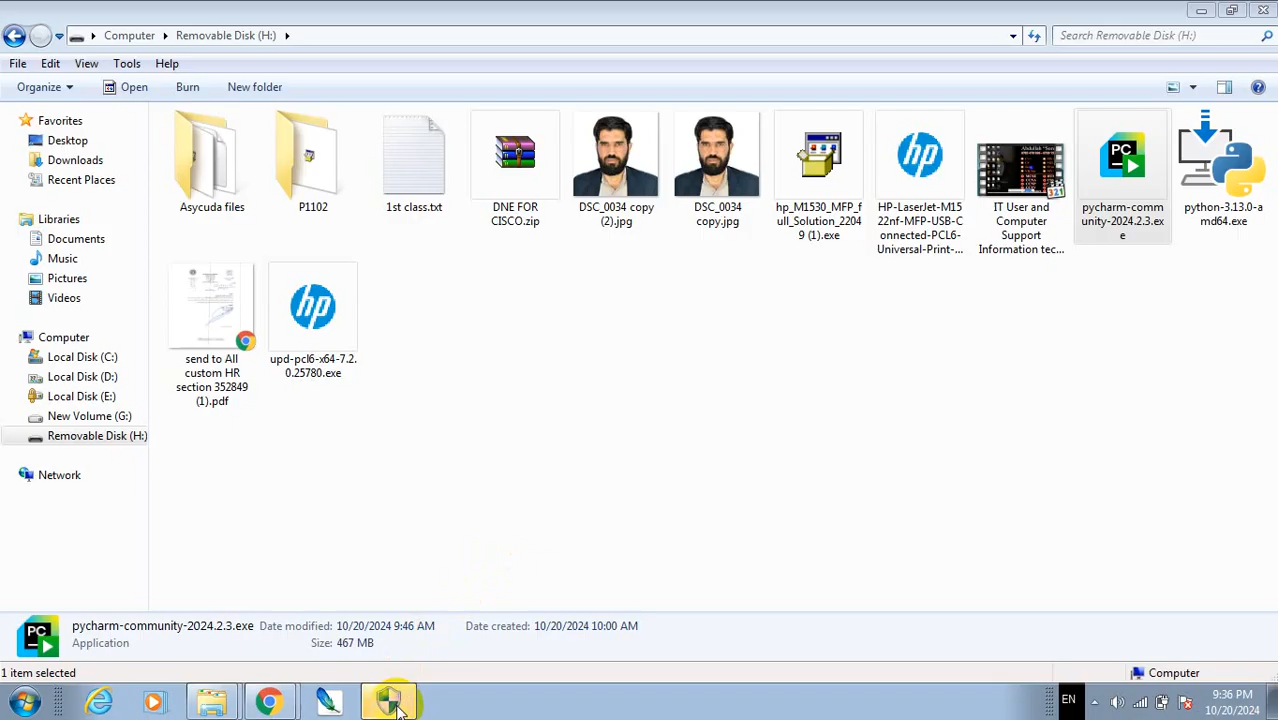 Computer
Removable Disk (H:)
Search Removable Disk (H:)
File
Edit
View
Tools
Help
Organize
Open
Burn
New folder
Favorites
Desktop
Downloads
Recent Places
Libraries
Documents
Music
Pictures
Videos
Computer
Local Disk (C:)
Local Disk (D:)
Local Disk (E:)
New Volume (G:)
Removable Disk (H:)
Network
Asycuda files
P1102
1st class.txt
DNE FOR
CISCO.zip
DSC_0034 copy
(2).jpg
DSC_0034
copy.jpg
hp_M1530_MFP_f
ull_Solution_2204
9 (1).exe
HP-LaserJet-M15
22nf-MFP-USB-C
onnected-PCL6-
Universal-Print-...
IT User and
Computer
Support
Information tec...
PC
pycharm-comm
unity-2024.2.3.ex
e
python-3.13.0-a
md64.exe
send to All
custom HR
section 352849
(1).pdf
hp
upd-pcl6-x64-7.2.
0.25780.exe
PC
pycharm-community-2024.2.3.exe
Date modified: 10/20/2024 9:46 AM
Date created: 10/20/2024 10:00 AM
Application
Size: 467 MB
1 item selected
Computer
EN
9:36 PM
10/20/2024